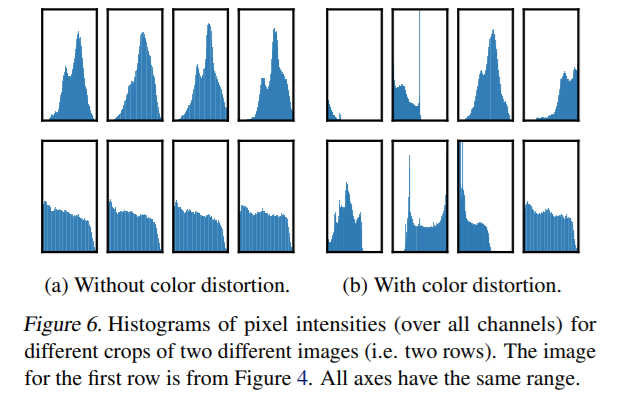 (a) Without color distortion.
(b) With color distortion.
Figure 6. Histograms of pixel intensities (over all channels) for
different crops of two different images (i.e. two rows). The image
for the first row is from Figure 4. All axes have the same range.